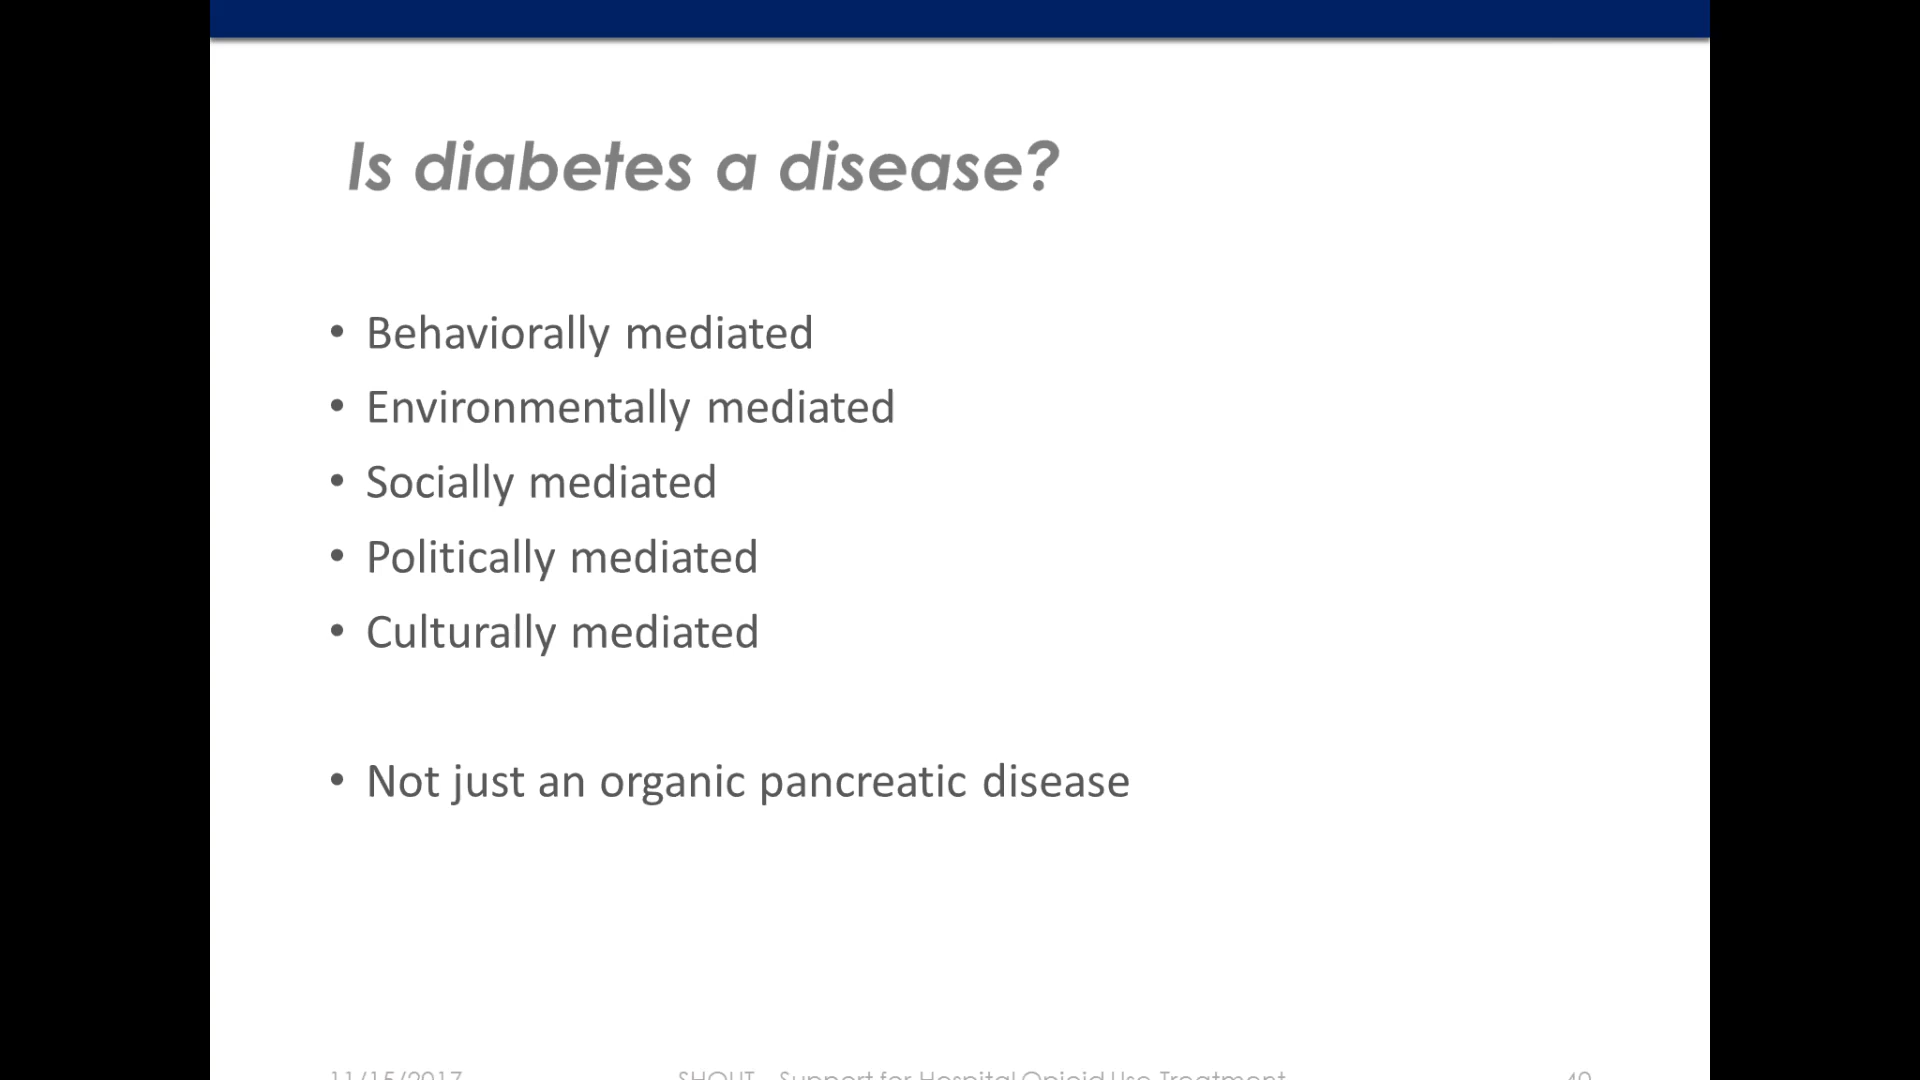 Is diabetes a disease?
• Behaviorally mediated
• Environmentally mediated
• Socially mediated
• Politically mediated
• Culturally mediated
• Not just an organic pancreatic disease
11/15/2017 SHOUT - Support for Hospital Opioid Use Treatment 40